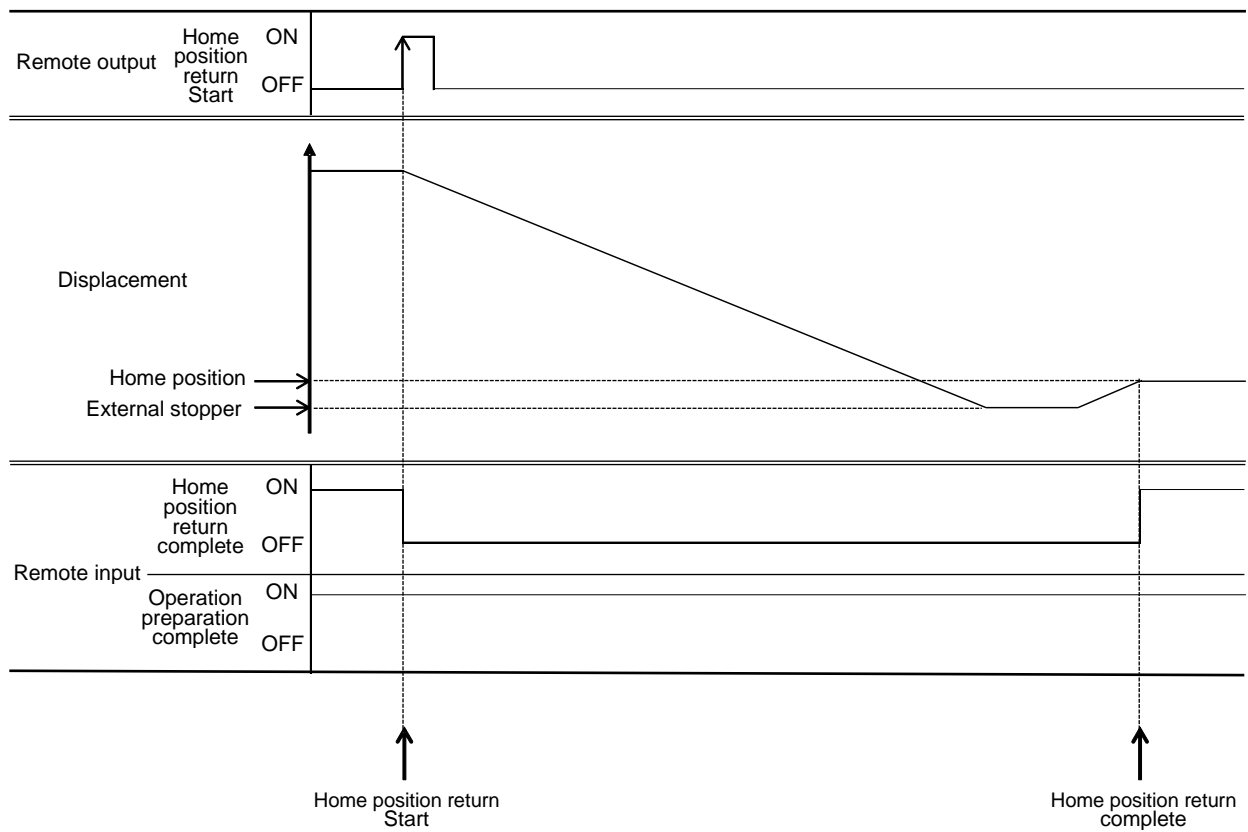 Remote output
Home
position
return
Start
ON
OFF
Displacement
Home position
External stopper
Remote input
Home
position
return
complete
ON
OFF
Operation
preparation
complete
ON
OFF
Home position return
Start
Home position return
complete